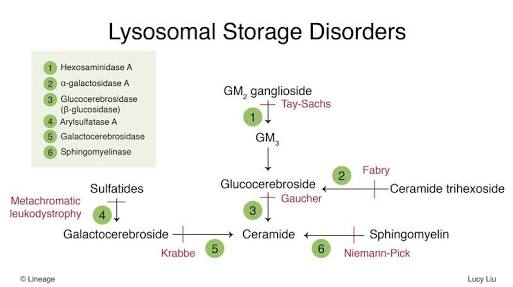 Lysosomal Storage Disorders
1 Hexosaminidase A
2 α-galactosidase A
3 Glucocerebrosidase
(β-glucosidase)
4 Arylsulfatase A
5 Galactocerebrosidase
6 Sphingomyelinase
GM2 ganglioside
Tay-Sachs
1
GM3
Fabry
2
Glucocerebroside
Ceramide trihexoside
Gaucher
3
Sulfatides
Metachromatic
leukodystrophy
4
Galactocerebroside
Krabbe
5
Ceramide
6
Sphingomyelin
Niemann-Pick
© Lineage
Lucy Liu